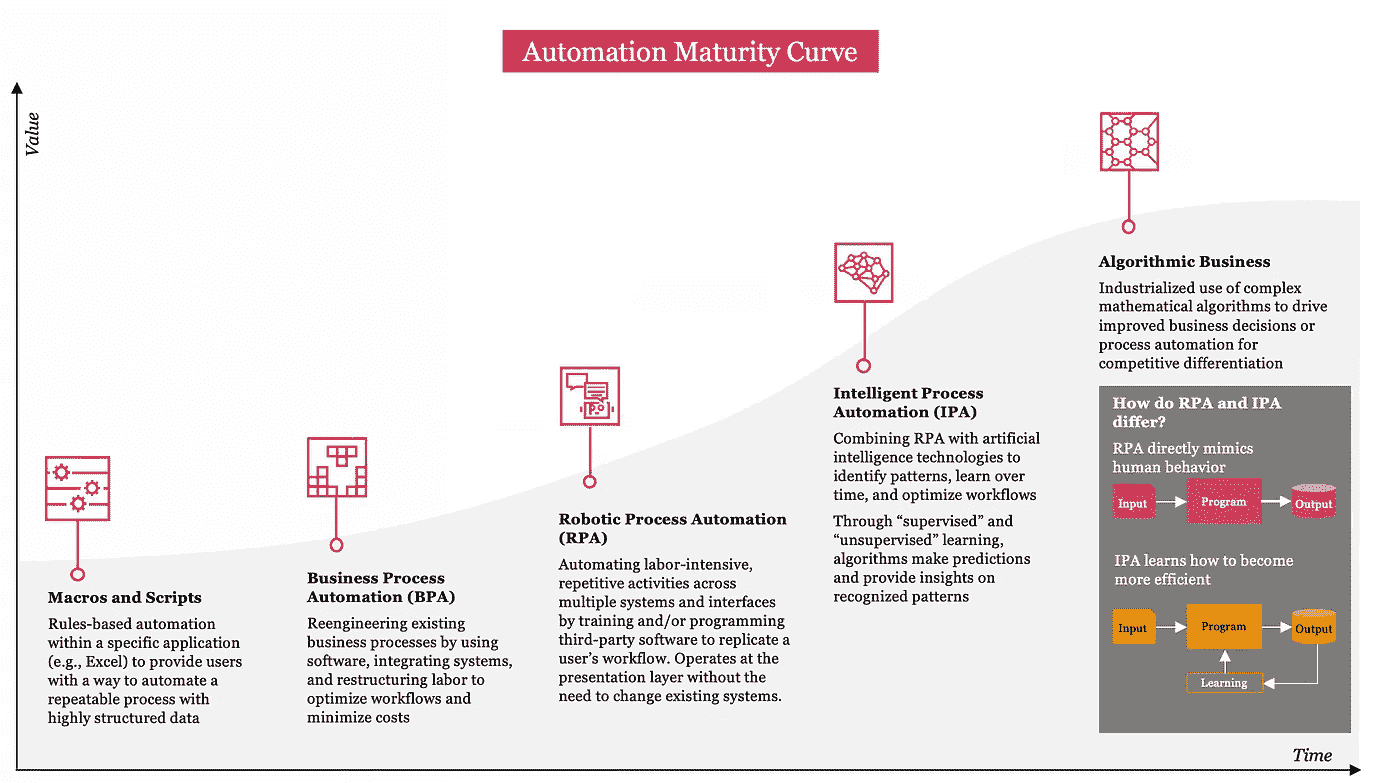 Automation Maturity Curve
Value
Macros and Scripts
Rules-based automation
within a specific application
(e.g., Excel) to provide users
with a way to automate a
repeatable process with
highly structured data
Business Process
Automation (BPA)
Reengineering existing
business processes by using
software, integrating systems,
and restructuring labor to
optimize workflows and
minimize costs
Robotic Process Automation
(RPA)
Automating labor-intensive,
repetitive activities across
multiple systems and interfaces
by training and/or programming
third-party software to replicate a
user’s workflow. Operates at the
presentation layer without the
need to change existing systems.
Intelligent Process
Automation (IPA)
Combining RPA with artificial
intelligence technologies to
identify patterns, learn over
time, and optimize workflows
Through “supervised” and
“unsupervised” learning,
algorithms make predictions
and provide insights on
recognized patterns
Algorithmic Business
Industrialized use of complex
mathematical algorithms to drive
improved business decisions or
process automation for
competitive differentiation
How do RPA and IPA
differ?
RPA directly mimics
human behavior
Input
Program
Output
IPA learns how to become
more efficient
Input
Program
Output
Learning
Time